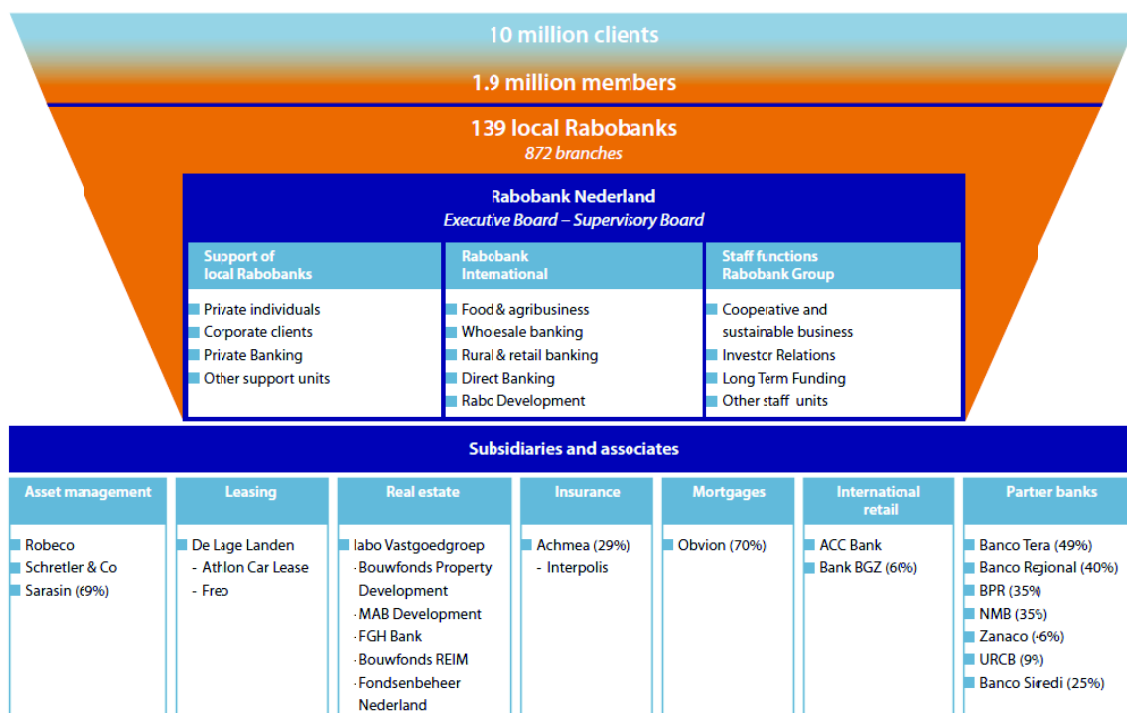 10 million clients
1.9 million members
139 local Rabobanks
872 branches
Rabobank Nederland
Executive Board – Supervisory Board
Support of
local Rabobanks
Private individuals
Corporate clients
Private Banking
Other support units
Rabobank
International
Food & agribusiness
Wholesale banking
Rural & retail banking
Direct Banking
Rabo Development
Staff functions
Rabobank Group
Cooperative and
sustainable business
Investor Relations
Long Term Funding
Other staff units
Subsidiaries and associates
Asset management
Robeco
Schretler & Co
Sarasin (69%)
Leasing
De Lage Landen
- Athlon Car Lease
- Freo
Real estate
Rabo Vastgoedgroep
- Bouwfonds Property
Development
- MAB Development
- FGH Bank
- Bouwfonds REIM
- Fondsenbeheer
Nederland
Insurance
Achmea (29%)
- Interpolis
Mortgages
Obvion (70%)
International
retail
ACC Bank
Bank BGZ
Partner banks
Banco Tera (49%)
Banco Regional (40%)
BPR (35%)
NMB (35%)
Zanaco
URCB (9%)
Banco Siredi (25%)